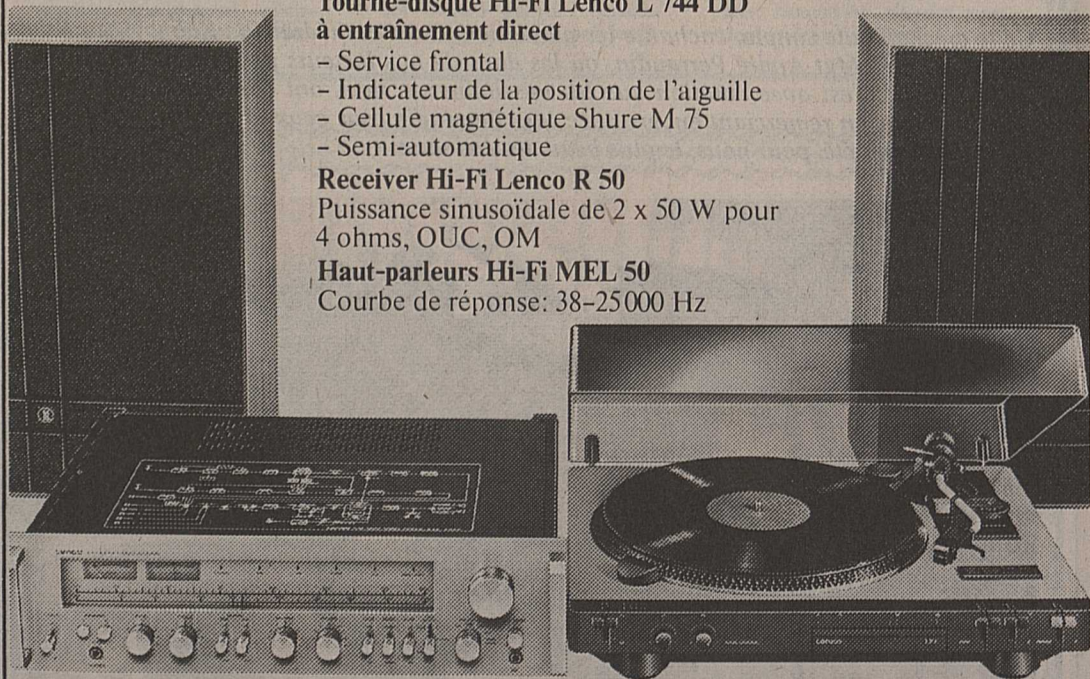 Tourne-disque Hi-Fi Lenco L 744 DD
à entraînement direct
– Service frontal
– Indicateur de la position de l'aiguille
– Cellule magnétique Shure M 75
– Semi-automatique
Receiver Hi-Fi Lenco R 50
Puissance sinusoïdale de 2 x 50 W pour
4 ohms, OUC, OM
Haut-parleurs Hi-Fi MEL 50
Courbe de réponse: 38–25000 Hz
Lenco
Lenco